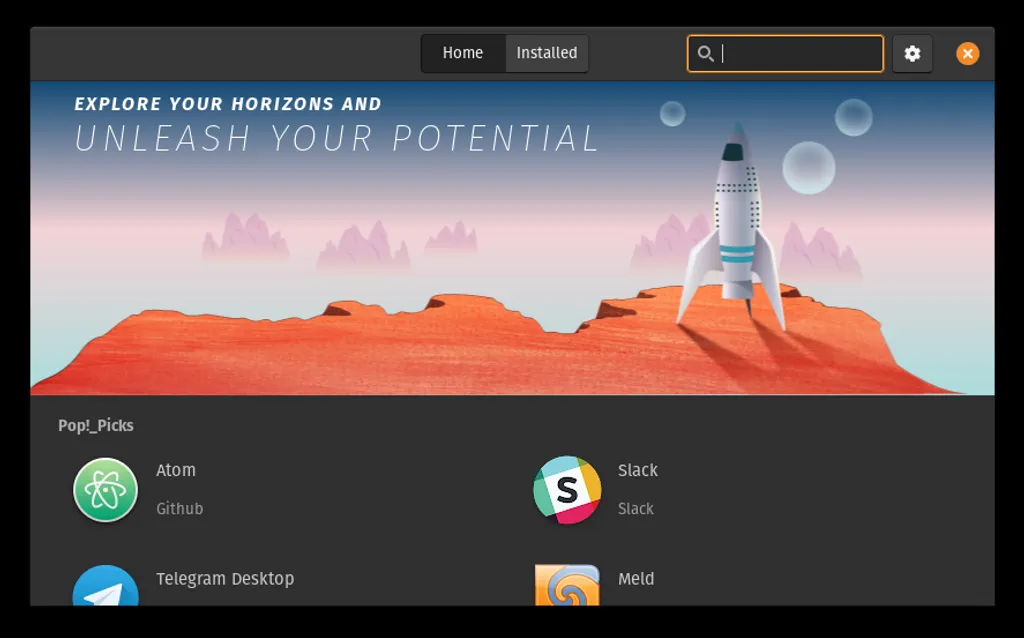 Home
Installed
EXPLORE YOUR HORIZONS AND
UNLEASH YOUR POTENTIAL
Pop!_Picks
Atom
Github
S
Slack
Slack
Telegram Desktop
Meld